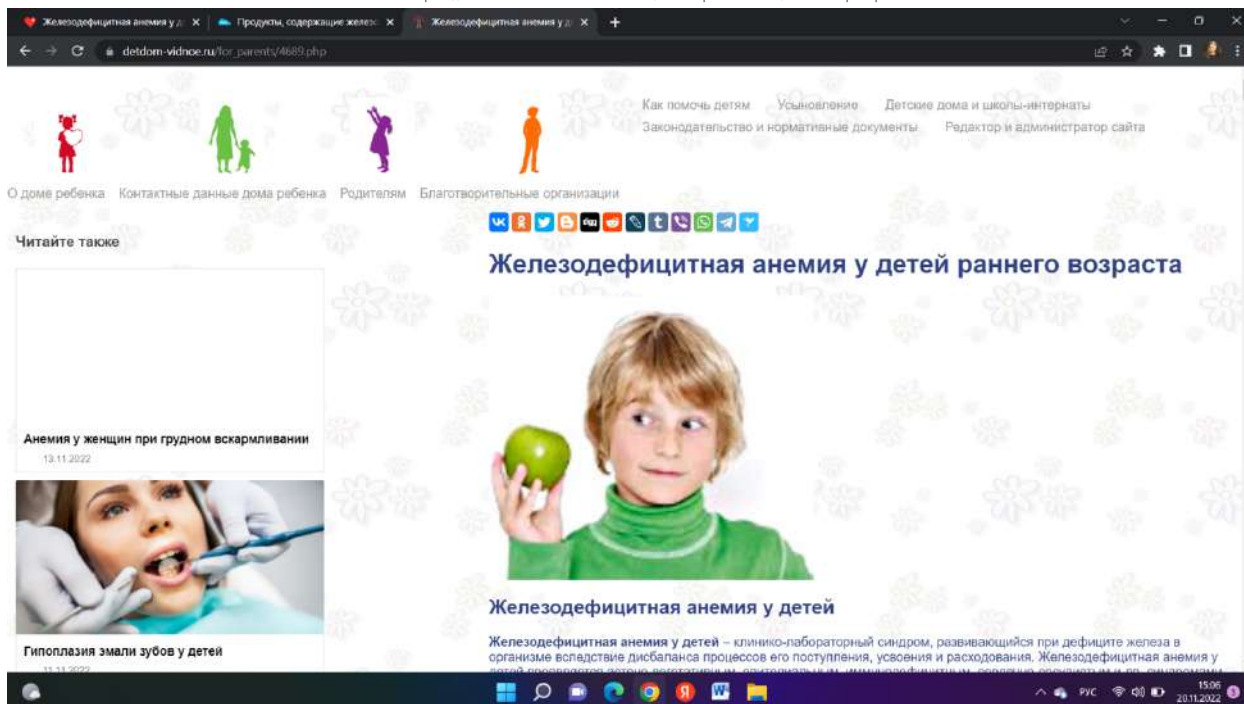 Железодефицитная анемия у д
Продукты, содержащие желез
Железодефицитная анемия у д
detdom-vidnoe.ru/for_parents/4689.php
Как помочь детям Усыновление Детские дома и школы-интернаты
Законодательство и нормативные документы Редактор и администратор сайта
О доме ребенка Контактные данные дома ребенка Родителям Благотворительные организации
Читайте также
digg
Железодефицитная анемия у детей раннего возраста
Анемия у женщин при грудном вскармливании
13.11.2022
Железодефицитная анемия у детей
Железодефицитная анемия у детей – клинико-лабораторный синдром, развивающийся при дефиците железа в
организме вследствие дисбаланса процессов его поступления, усвоения и расходования. Железодефицитная анемия у
Гипоплазия эмали зубов у детей
РУС
15:06
20.11.2022